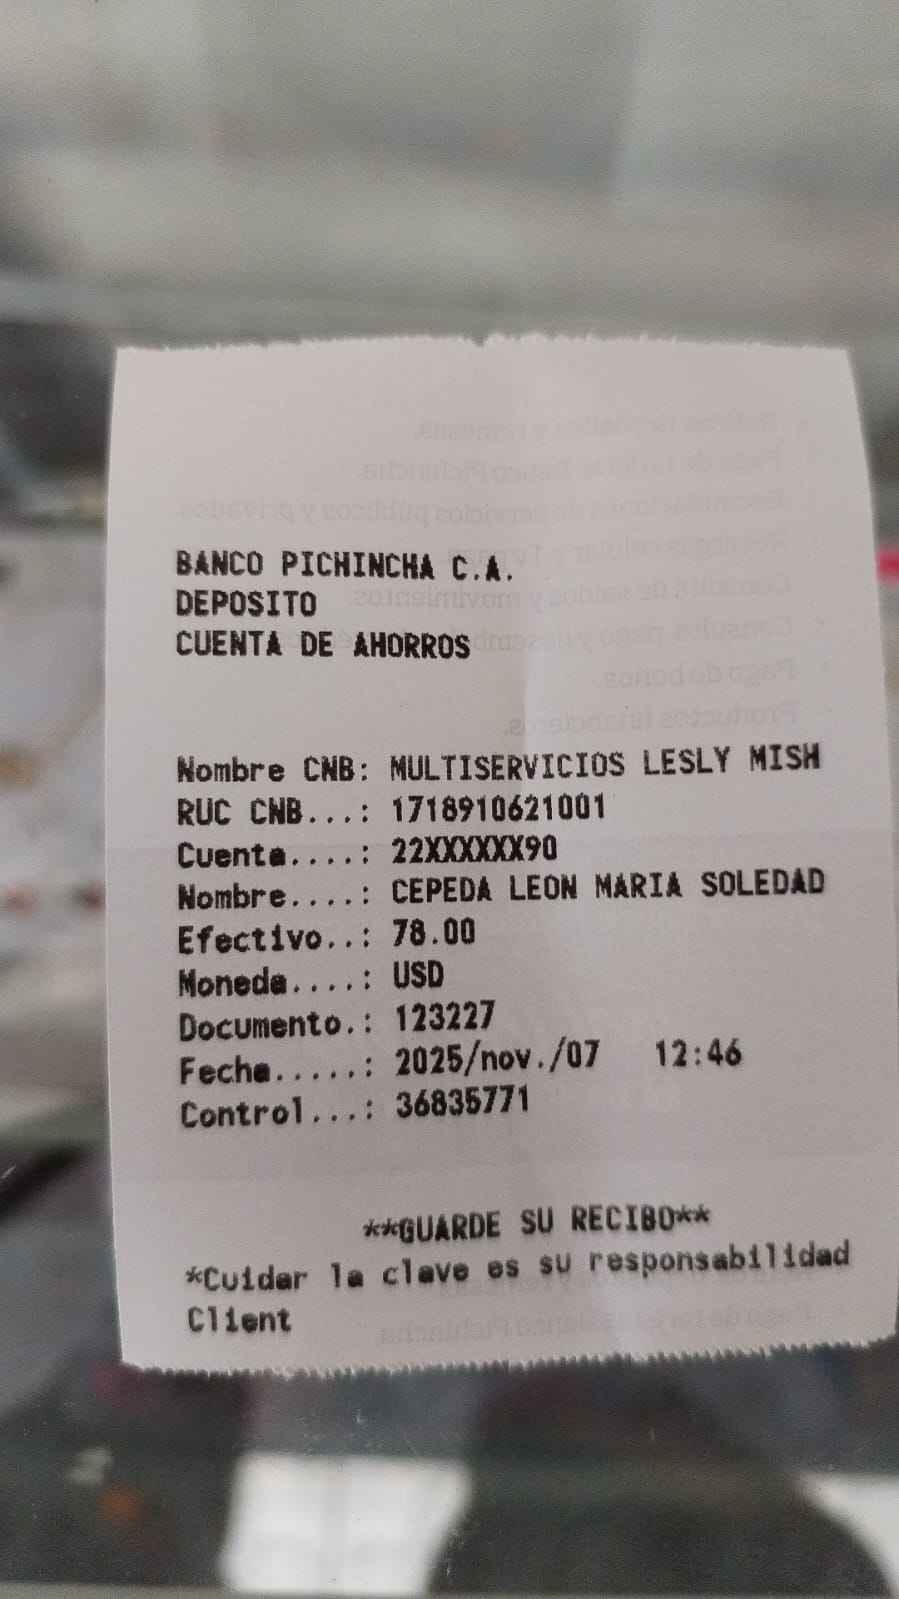 BANCO PICHINCHA C.A.
DEPOSITO
CUENTA DE AHORROS
Nombre CNB: MULTISERVICIOS LESLY MISH
RUC CNB...: 1718910621001
Cuenta....: 22XXXXXX90
Nombre....: CEPEDA LEON MARIA SOLEDAD
Efectivo..: 78.00
Moneda....: USD
Documento.: 123227
Fecha.....: 2025/nov./07 12:46
Control...: 36835771
**GUARDE SU RECIBO**
*Cuidar la clave es su responsabilidad
Client